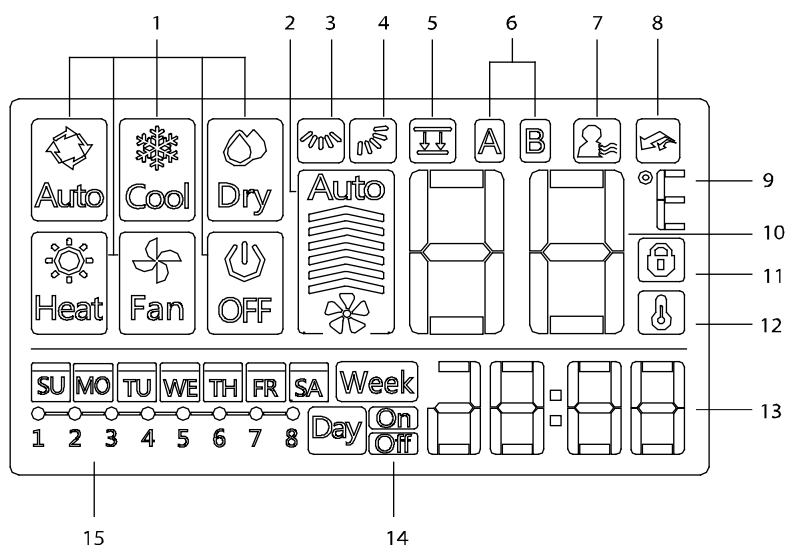 1 2 3 4 5 6 7 8
A B
Auto Cool Dry Auto
9
10
11
Heat Fan OFF
12
SU MO TU WE TH FR SA Week
1 2 3 4 5 6 7 8
Day On
Off
13
15 14